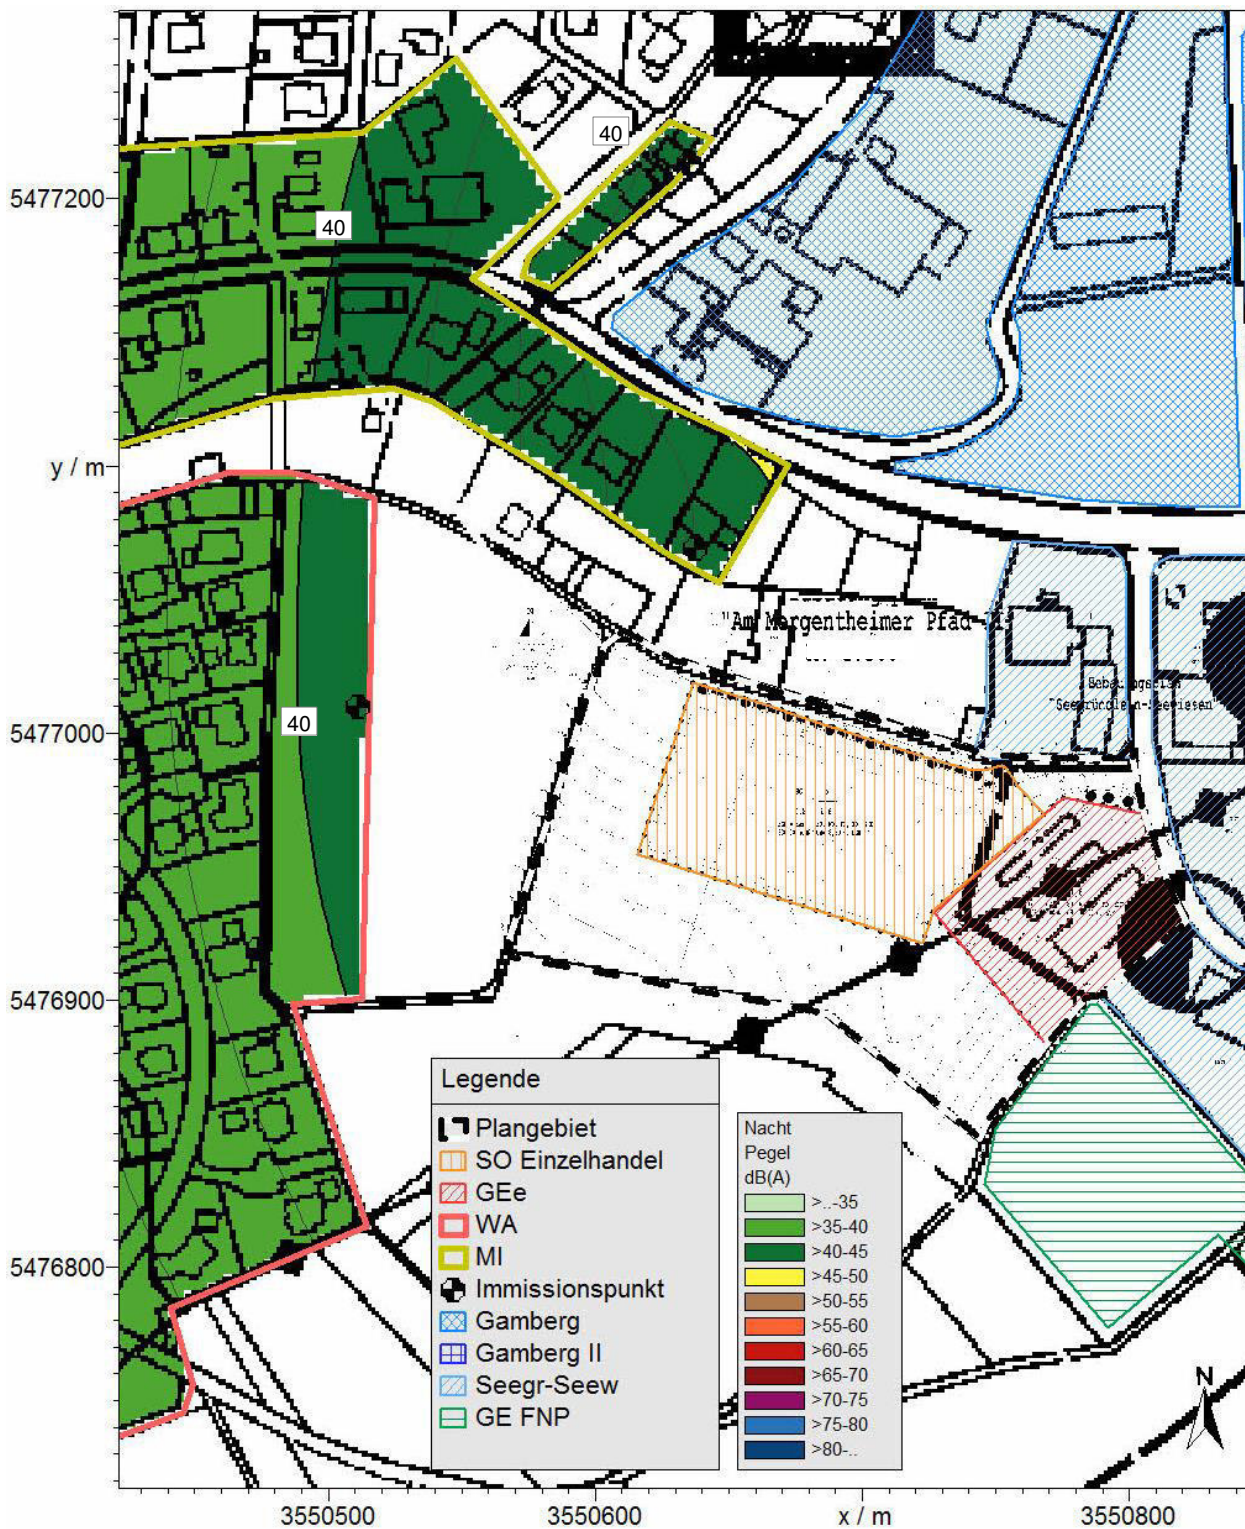 40
5477200
40
y / m
"Am Mergentheimer Pfad
5477000
40
5476900
Legende
Plangebiet
SO Einzelhandel
GEe
WA
MI
Immissionspunkt
Gamberg
Gamberg II
Seegr-Seew
GE FNP
Nacht
Pegel
dB(A)
>..-35
>35-40
>40-45
>45-50
>50-55
>55-60
>60-65
>65-70
>70-75
>75-80
>80-..
5476800
N
3550500
3550600
x / m
3550800